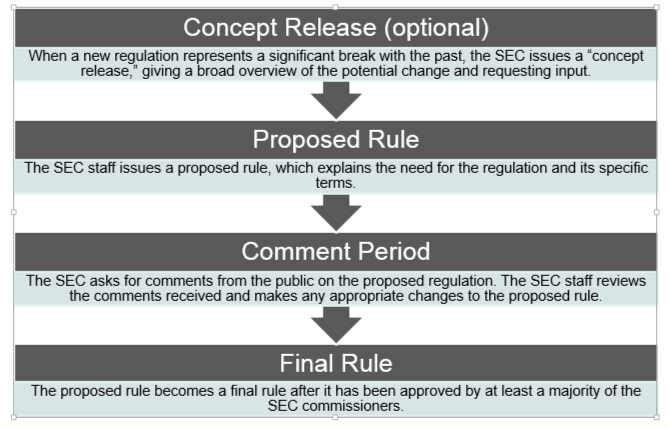 Concept Release (optional)
When a new regulation represents a significant break with the past, the SEC issues a “concept
release,” giving a broad overview of the potential change and requesting input.
Proposed Rule
The SEC staff issues a proposed rule, which explains the need for the regulation and its specific
terms.
Comment Period
The SEC asks for comments from the public on the proposed regulation. The SEC staff reviews
the comments received and makes any appropriate changes to the proposed rule.
Final Rule
The proposed rule becomes a final rule after it has been approved by at least a majority of the
SEC commissioners.